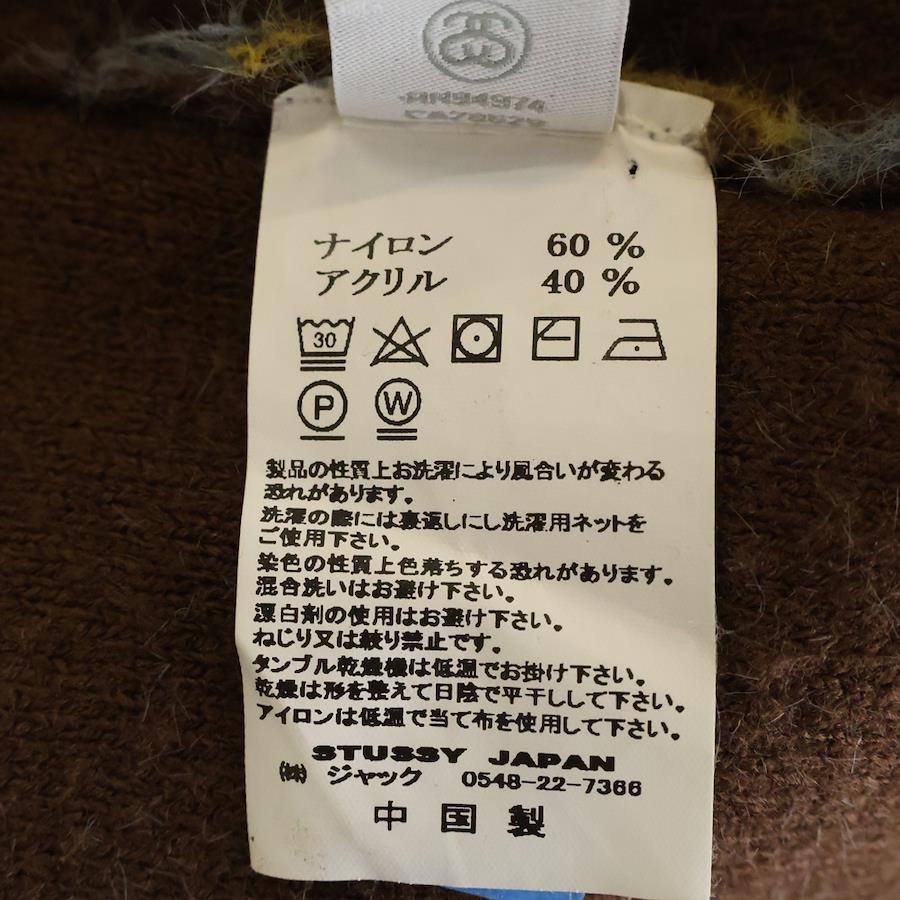 RN94974
CA78573
ナイロン 60 %
アクリル 40 %
30
P W
製品の性質上お洗濯により風合いが変わる
恐れがあります。
洗濯の際には裏返しにし洗濯用ネットを
ご使用下さい。
染色の性質上色落ちする恐れがあります。
混合洗いはお避け下さい。
漂白剤の使用はお避け下さい。
ねじり又は絞り禁止です。
タンブル乾燥機は低温でお掛け下さい。
乾燥は形を整えて日陰で平干しして下さい。
アイロンは低温で当て布を使用して下さい。
STUSSY JAPAN
㈱ ジャック 0548-22-7366
中国製